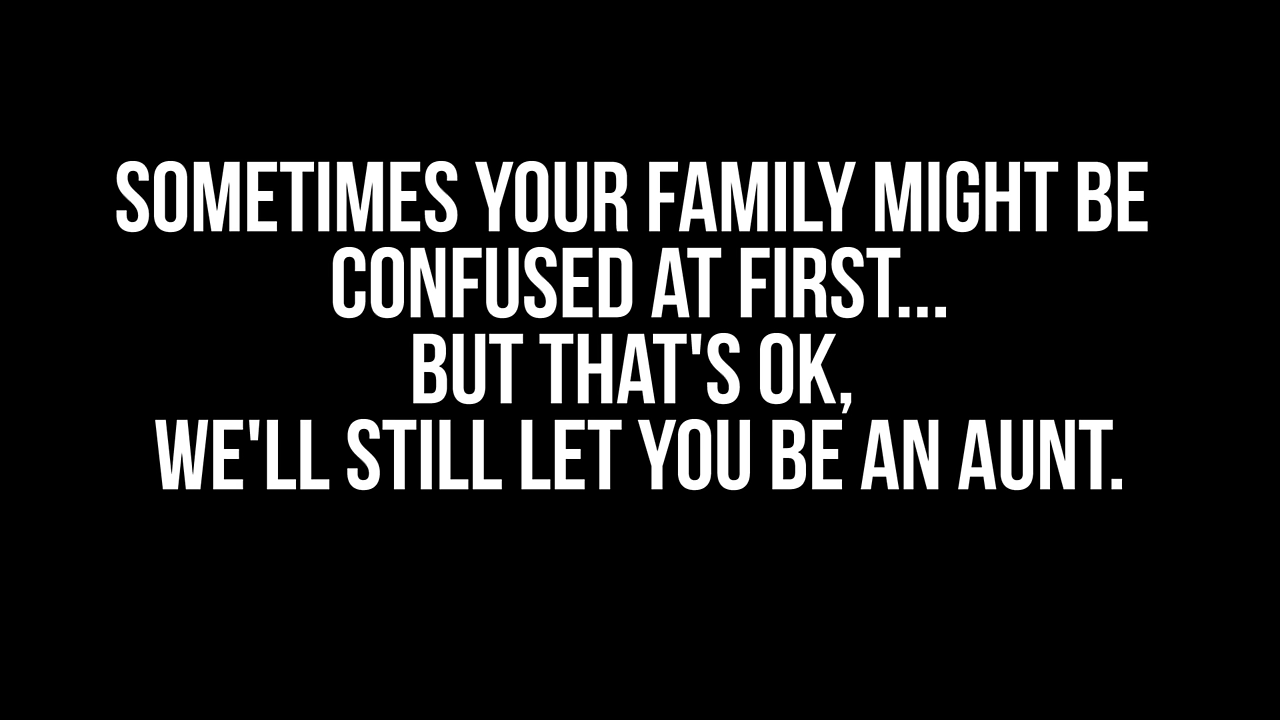 SOMETIMES YOUR FAMILY MIGHT BE
CONFUSED AT FIRST...
BUT THAT'S OK,
WE'LL STILL LET YOU BE AN AUNT.